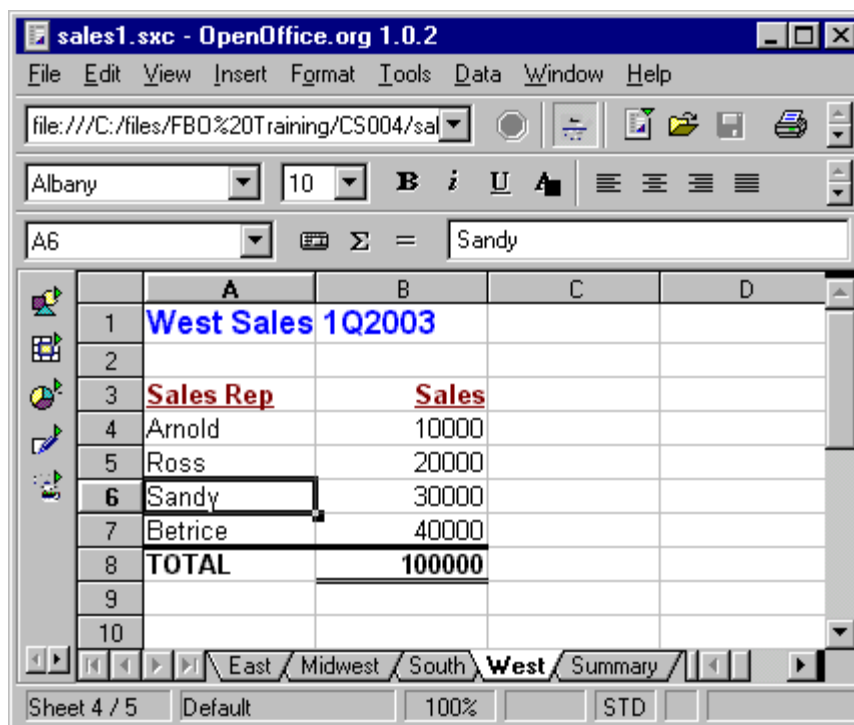 sales1.sxc - OpenOffice.org 1.0.2
File Edit View Insert Format Tools Data Window Help
file:///C:/files/FBO%20Training/CS004/sal
Albany 10 B i U A
A6 Σ = Sandy
A B C D
1 West Sales 1Q2003
2
3 Sales Rep Sales
4 Arnold 10000
5 Ross 20000
6 Sandy 30000
7 Betrice 40000
8 TOTAL 100000
9
10
East Midwest South West Summary
Sheet 4 / 5 Default 100% STD